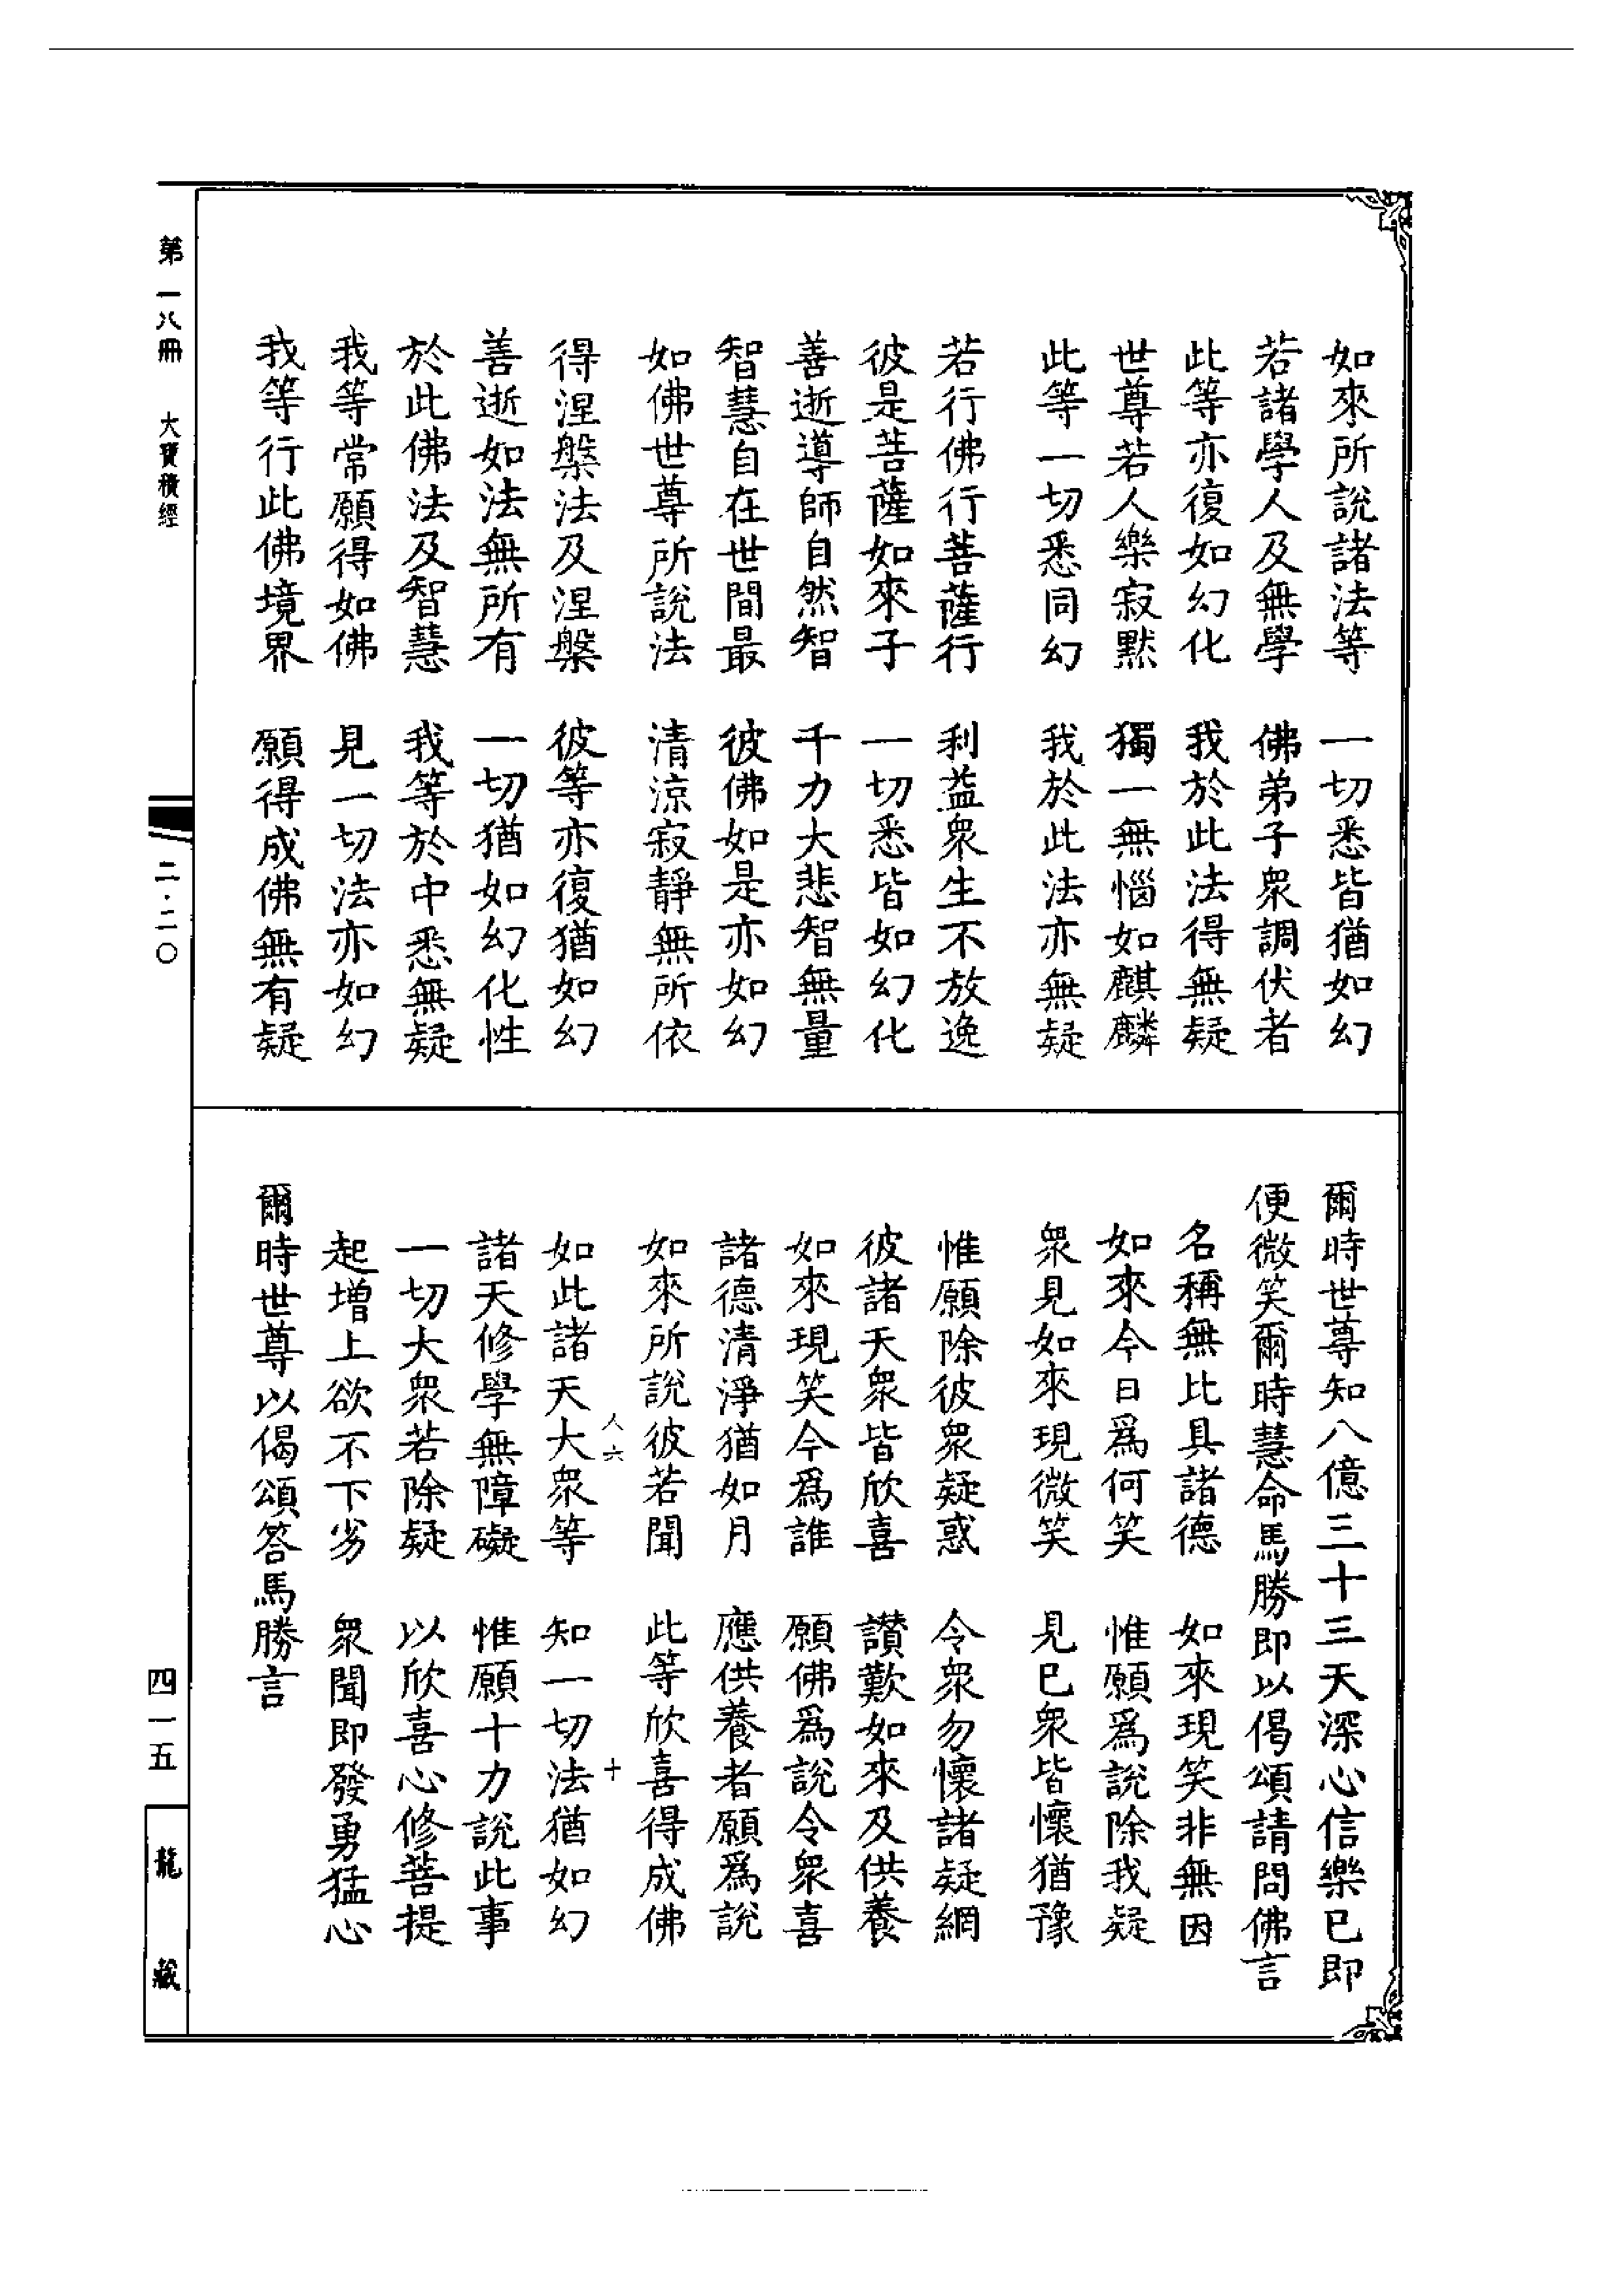 如來所說諸法等　一切悉皆猶如幻
若諸學人及無學　佛弟子衆調伏者
此等亦復如幻化　我於此法得無疑
世尊若人樂寂默　獨一無惱如麒麟
此等一切悉同幻　我於此法亦無疑
若行佛行菩薩行　利益衆生不放逸
彼是菩薩如來子　一切悉皆如幻化
善逝導師自然智　千力大悲智無量
智慧自在世間最　彼佛如是亦如幻
如佛世尊所說法　清涼寂靜無所依
得涅槃法及涅槃　彼等亦復猶如幻
善逝如法無所有　一切猶如幻化性
於此佛法及智慧　我等於中悉無疑
我等常願得如佛　見一切法亦如幻
我等行此佛境界　願得成佛無有疑
爾時世尊知八億三十三天深心信樂已即
便微笑爾時慧命馬勝即以偈頌請問佛言
名稱無比具諸德　如來現笑非無因
如來今日爲何笑　惟願爲說除我疑
衆見如來現微笑　見已衆皆懷猶豫
惟願除彼衆疑惑　令衆勿懷諸疑網
彼諸天衆皆欣喜　讚歎如來及供養
如來現笑今爲誰　願佛爲說令衆喜
諸德清淨猶如月　應供養者願爲說
如來所說彼若聞　此等欣喜得成佛
人六　十
如此諸天大衆等　知一切法猶如幻
諸天修學無障礙　惟願十力說此事
一切大衆若除疑　以欣喜心修菩提
起增上欲不下劣　衆聞即發勇猛心
爾時世尊以偈頌答馬勝言
第一八冊　大寶積經
二·二〇
四一五
龍藏